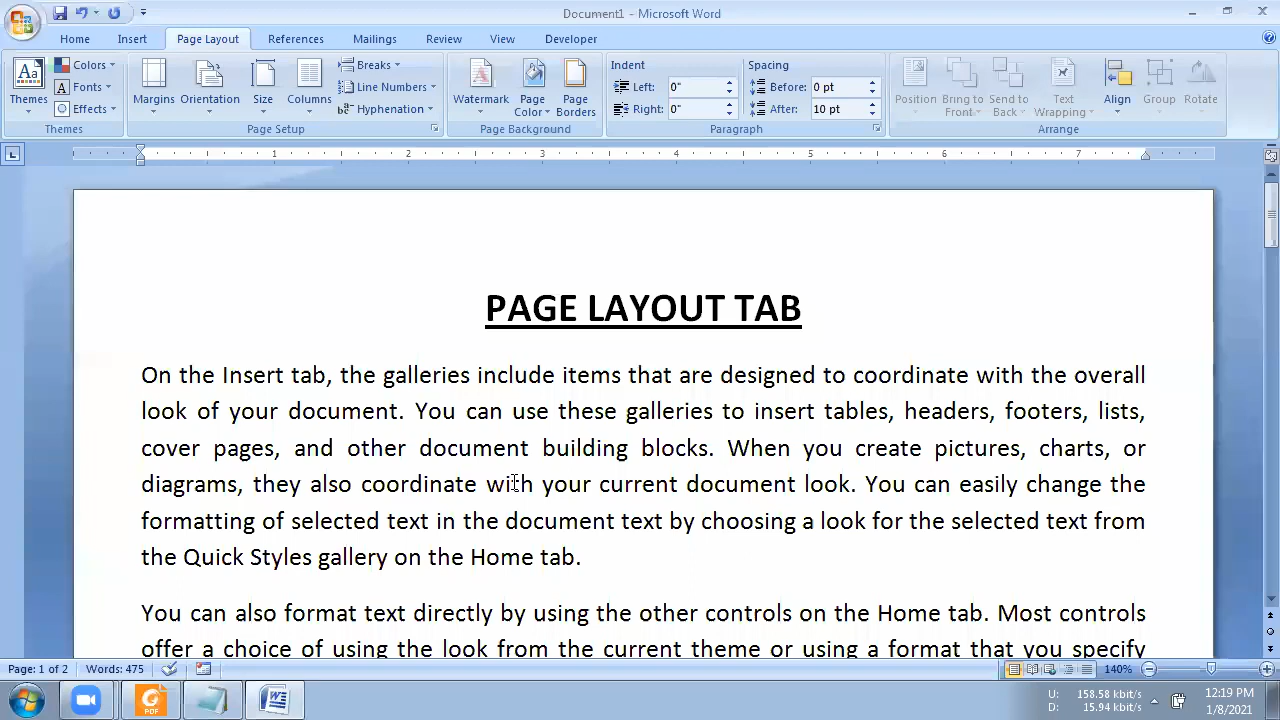 Document1 - Microsoft Word
Home Insert Page Layout References Mailings Review View Developer
Themes
Colors
Fonts
Effects
Themes
Margins
Orientation
Size
Columns
Breaks
Line Numbers
Hyphenation
Page Setup
Watermark
Page Color
Page Borders
Page Background
Indent
Left: 0"
Right: 0"
Spacing
Before: 0 pt
After: 10 pt
Paragraph
Position
Bring to Front
Send to Back
Text Wrapping
Align
Group
Rotate
Arrange
1 2 3 4 5 6 7
PAGE LAYOUT TAB
On the Insert tab, the galleries include items that are designed to coordinate with the overall
look of your document. You can use these galleries to insert tables, headers, footers, lists,
cover pages, and other document building blocks. When you create pictures, charts, or
diagrams, they also coordinate with your current document look. You can easily change the
formatting of selected text in the document text by choosing a look for the selected text from
the Quick Styles gallery on the Home tab.
You can also format text directly by using the other controls on the Home tab. Most controls
offer a choice of using the look from the current theme or using a format that you specify
Page: 1 of 2 Words: 475 140%
PDF
U: 158.58 kbit/s
D: 15.94 kbit/s
12:19 PM
1/8/2021